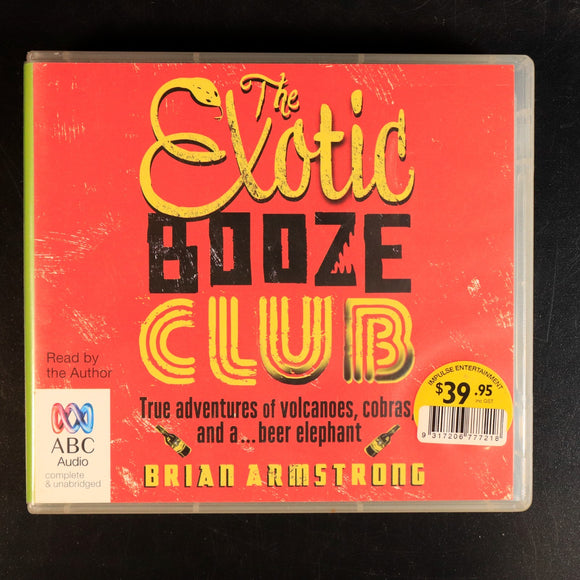 The
Exotic
BOOZE
CLUB
Read by
the Author
True adventures of volcanoes, cobras,
and a...beer elephant
BRIAN ARMSTRONG
ABC
Audio
complete
& unabridged
IMPULSE ENTERTAINMENT
$39.95
inc GST
9 317206 777218